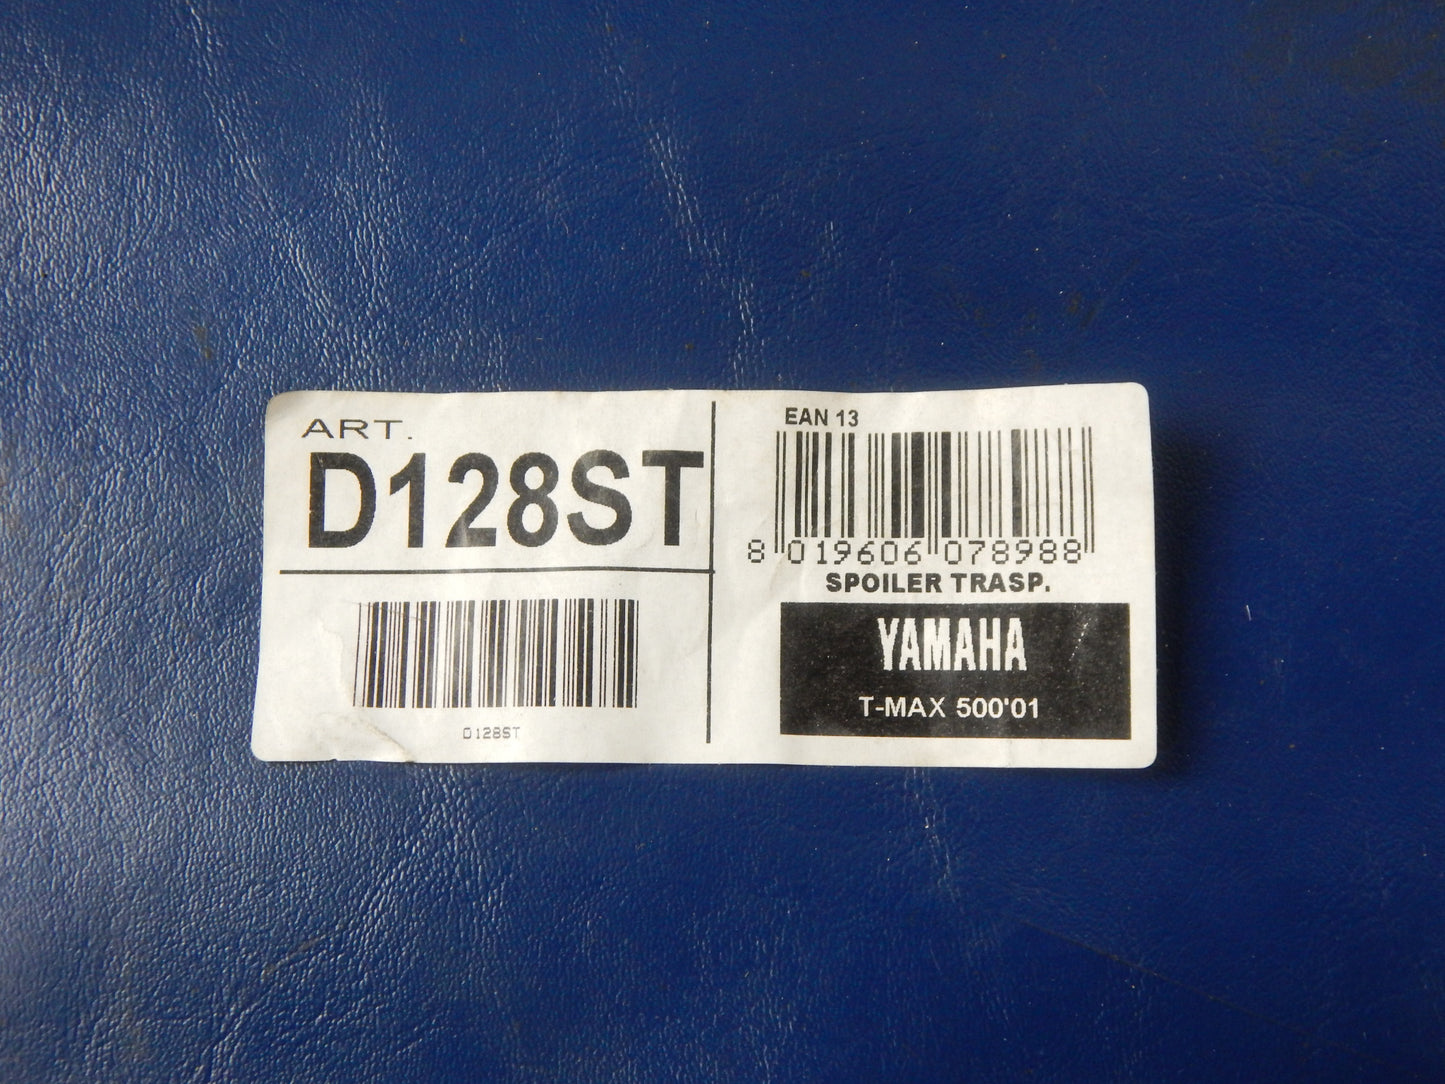 ART.
D128ST
D128ST
EAN 13
8 019606 078988
SPOILER TRASP.
YAMAHA
T-MAX 500'01